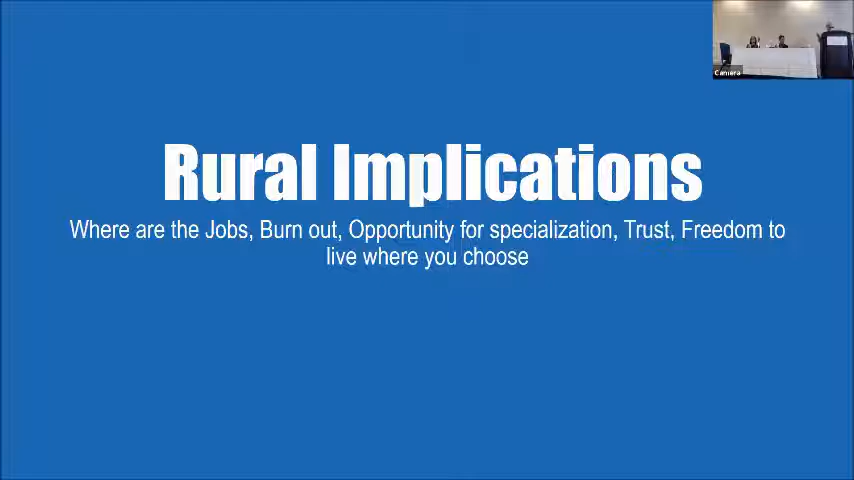 Rural Implications
Where are the Jobs, Burn out, Opportunity for specialization, Trust, Freedom to
live where you choose
Camera